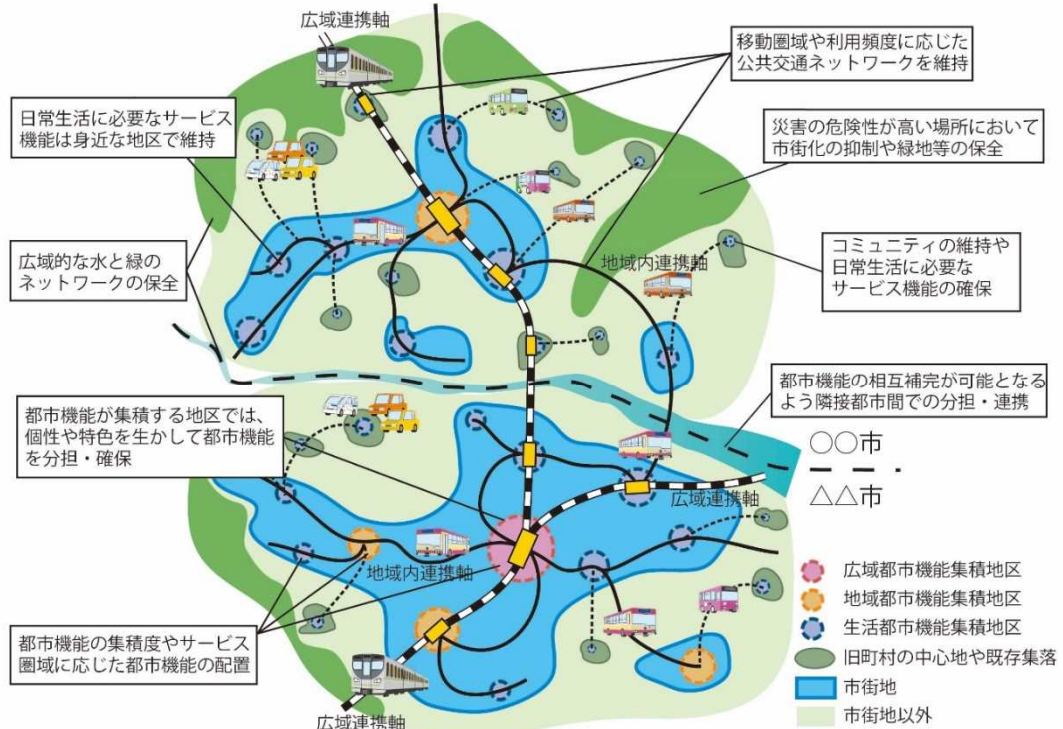 広域連携軸
移動圏域や利用頻度に応じた
公共交通ネットワークを維持
日常生活に必要なサービス
機能は身近な地区で維持
災害の危険性が高い場所において
市街化の抑制や緑地等の保全
広域的な水と緑の
ネットワークの保全
地域内連携軸
コミュニティの維持や
日常生活に必要な
サービス機能の確保
都市機能が集積する地区では、
個性や特色を生かして都市機能
を分担・確保
都市機能の相互補完が可能となる
よう隣接都市間での分担・連携
○○市
△△市
広域連携軸
地域内連携軸
都市機能の集積度やサービス
圏域に応じた都市機能の配置
広域連携軸
広域都市機能集積地区
地域都市機能集積地区
生活都市機能集積地区
旧町村の中心地や既存集落
市街地
市街地以外